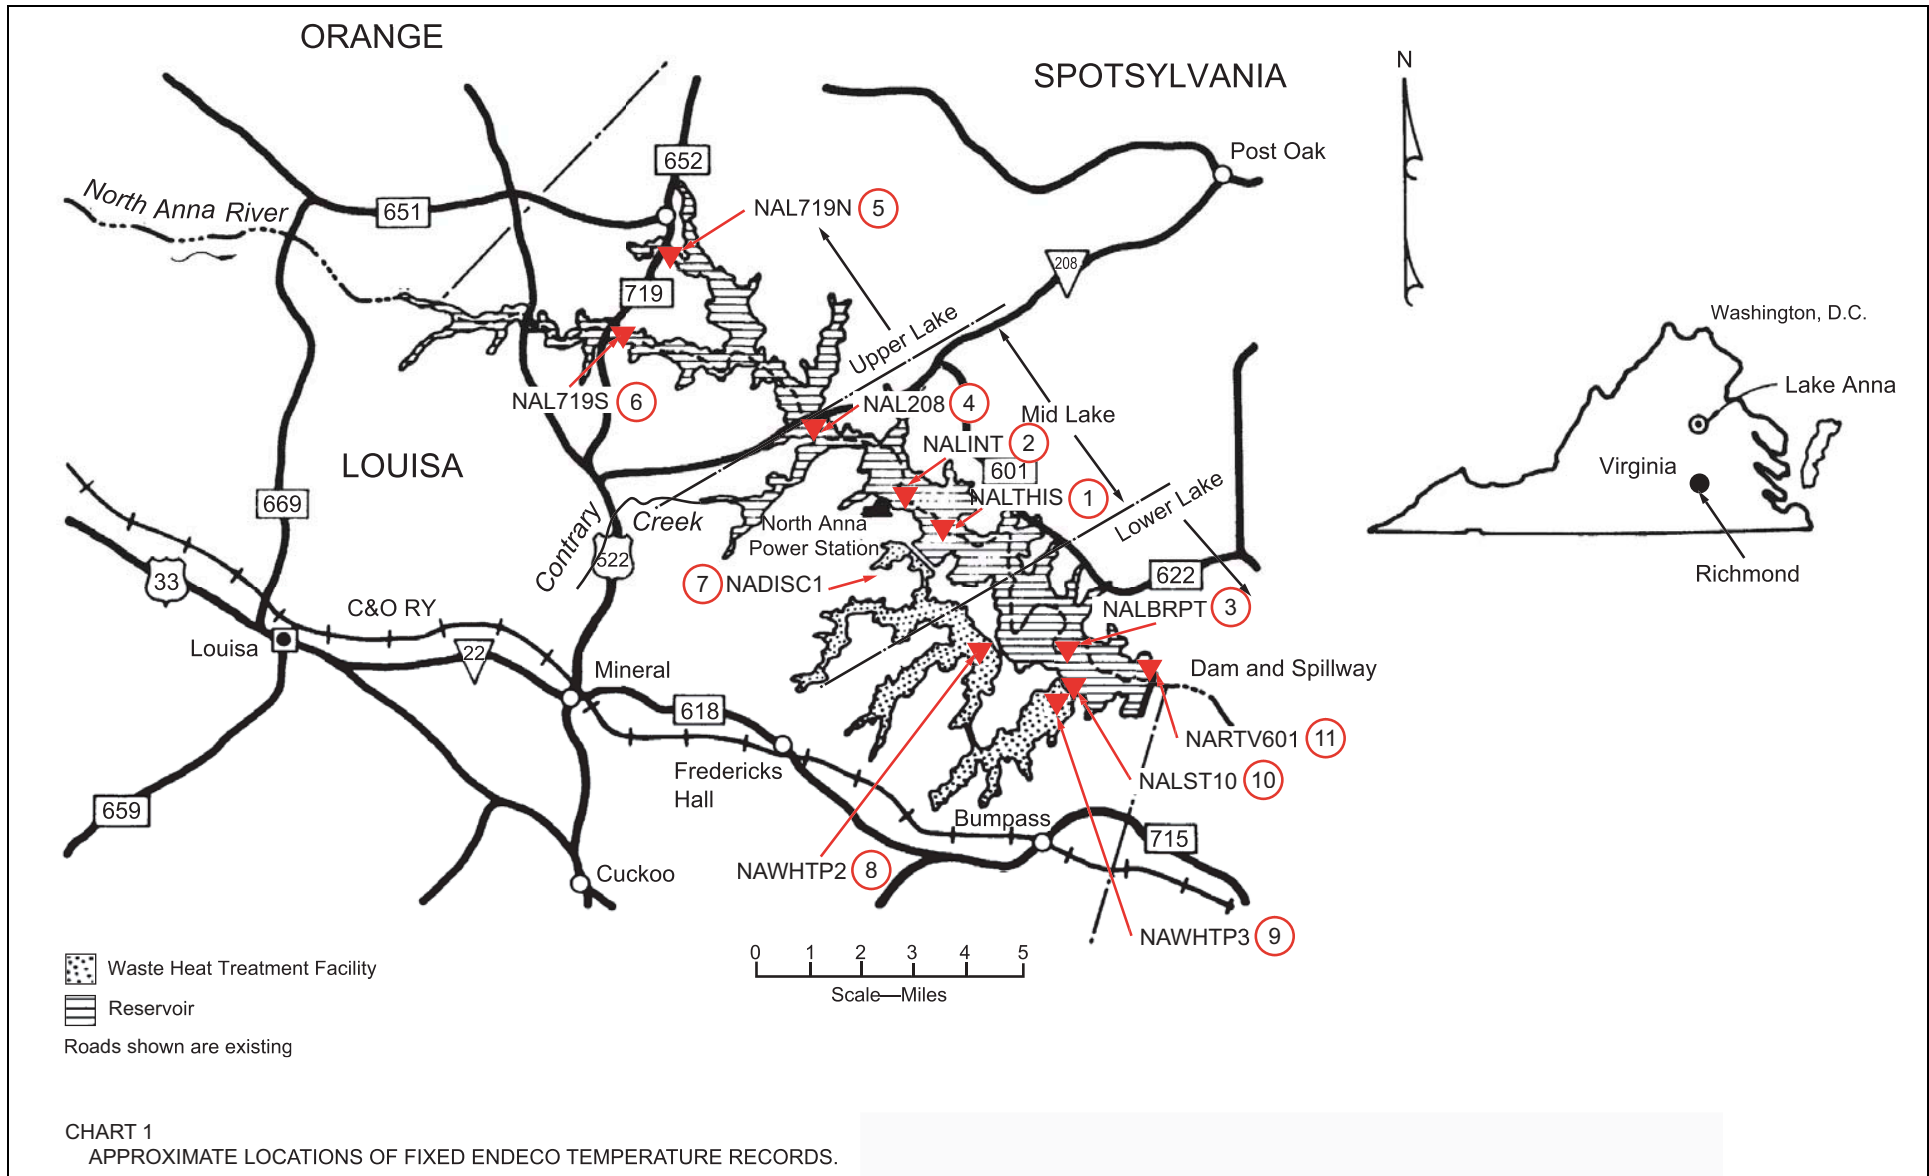 ORANGE
SPOTSYLVANIA
N
Post Oak
652
North Anna River
651
NAL719N 5
208
719
Upper Lake
Washington, D.C.
Lake Anna
NAL719S 6
NAL208 4
Mid Lake
NALINT 2
LOUISA
601
Virginia
669
NALTHIS 1
Lower Lake
Contrary Creek
North Anna
Power Station
522
33
7 NADISC1
622
Richmond
C&O RY
NALBRPT 3
Louisa
22
Mineral
Dam and Spillway
618
NARTV601 11
Fredericks
Hall
NALST10 10
659
Bumpass
715
NAWHTP2 8
Cuckoo
NAWHTP3 9
0 1 2 3 4 5
Scale—Miles
Waste Heat Treatment Facility
Reservoir
Roads shown are existing
CHART 1
APPROXIMATE LOCATIONS OF FIXED ENDECO TEMPERATURE RECORDS.